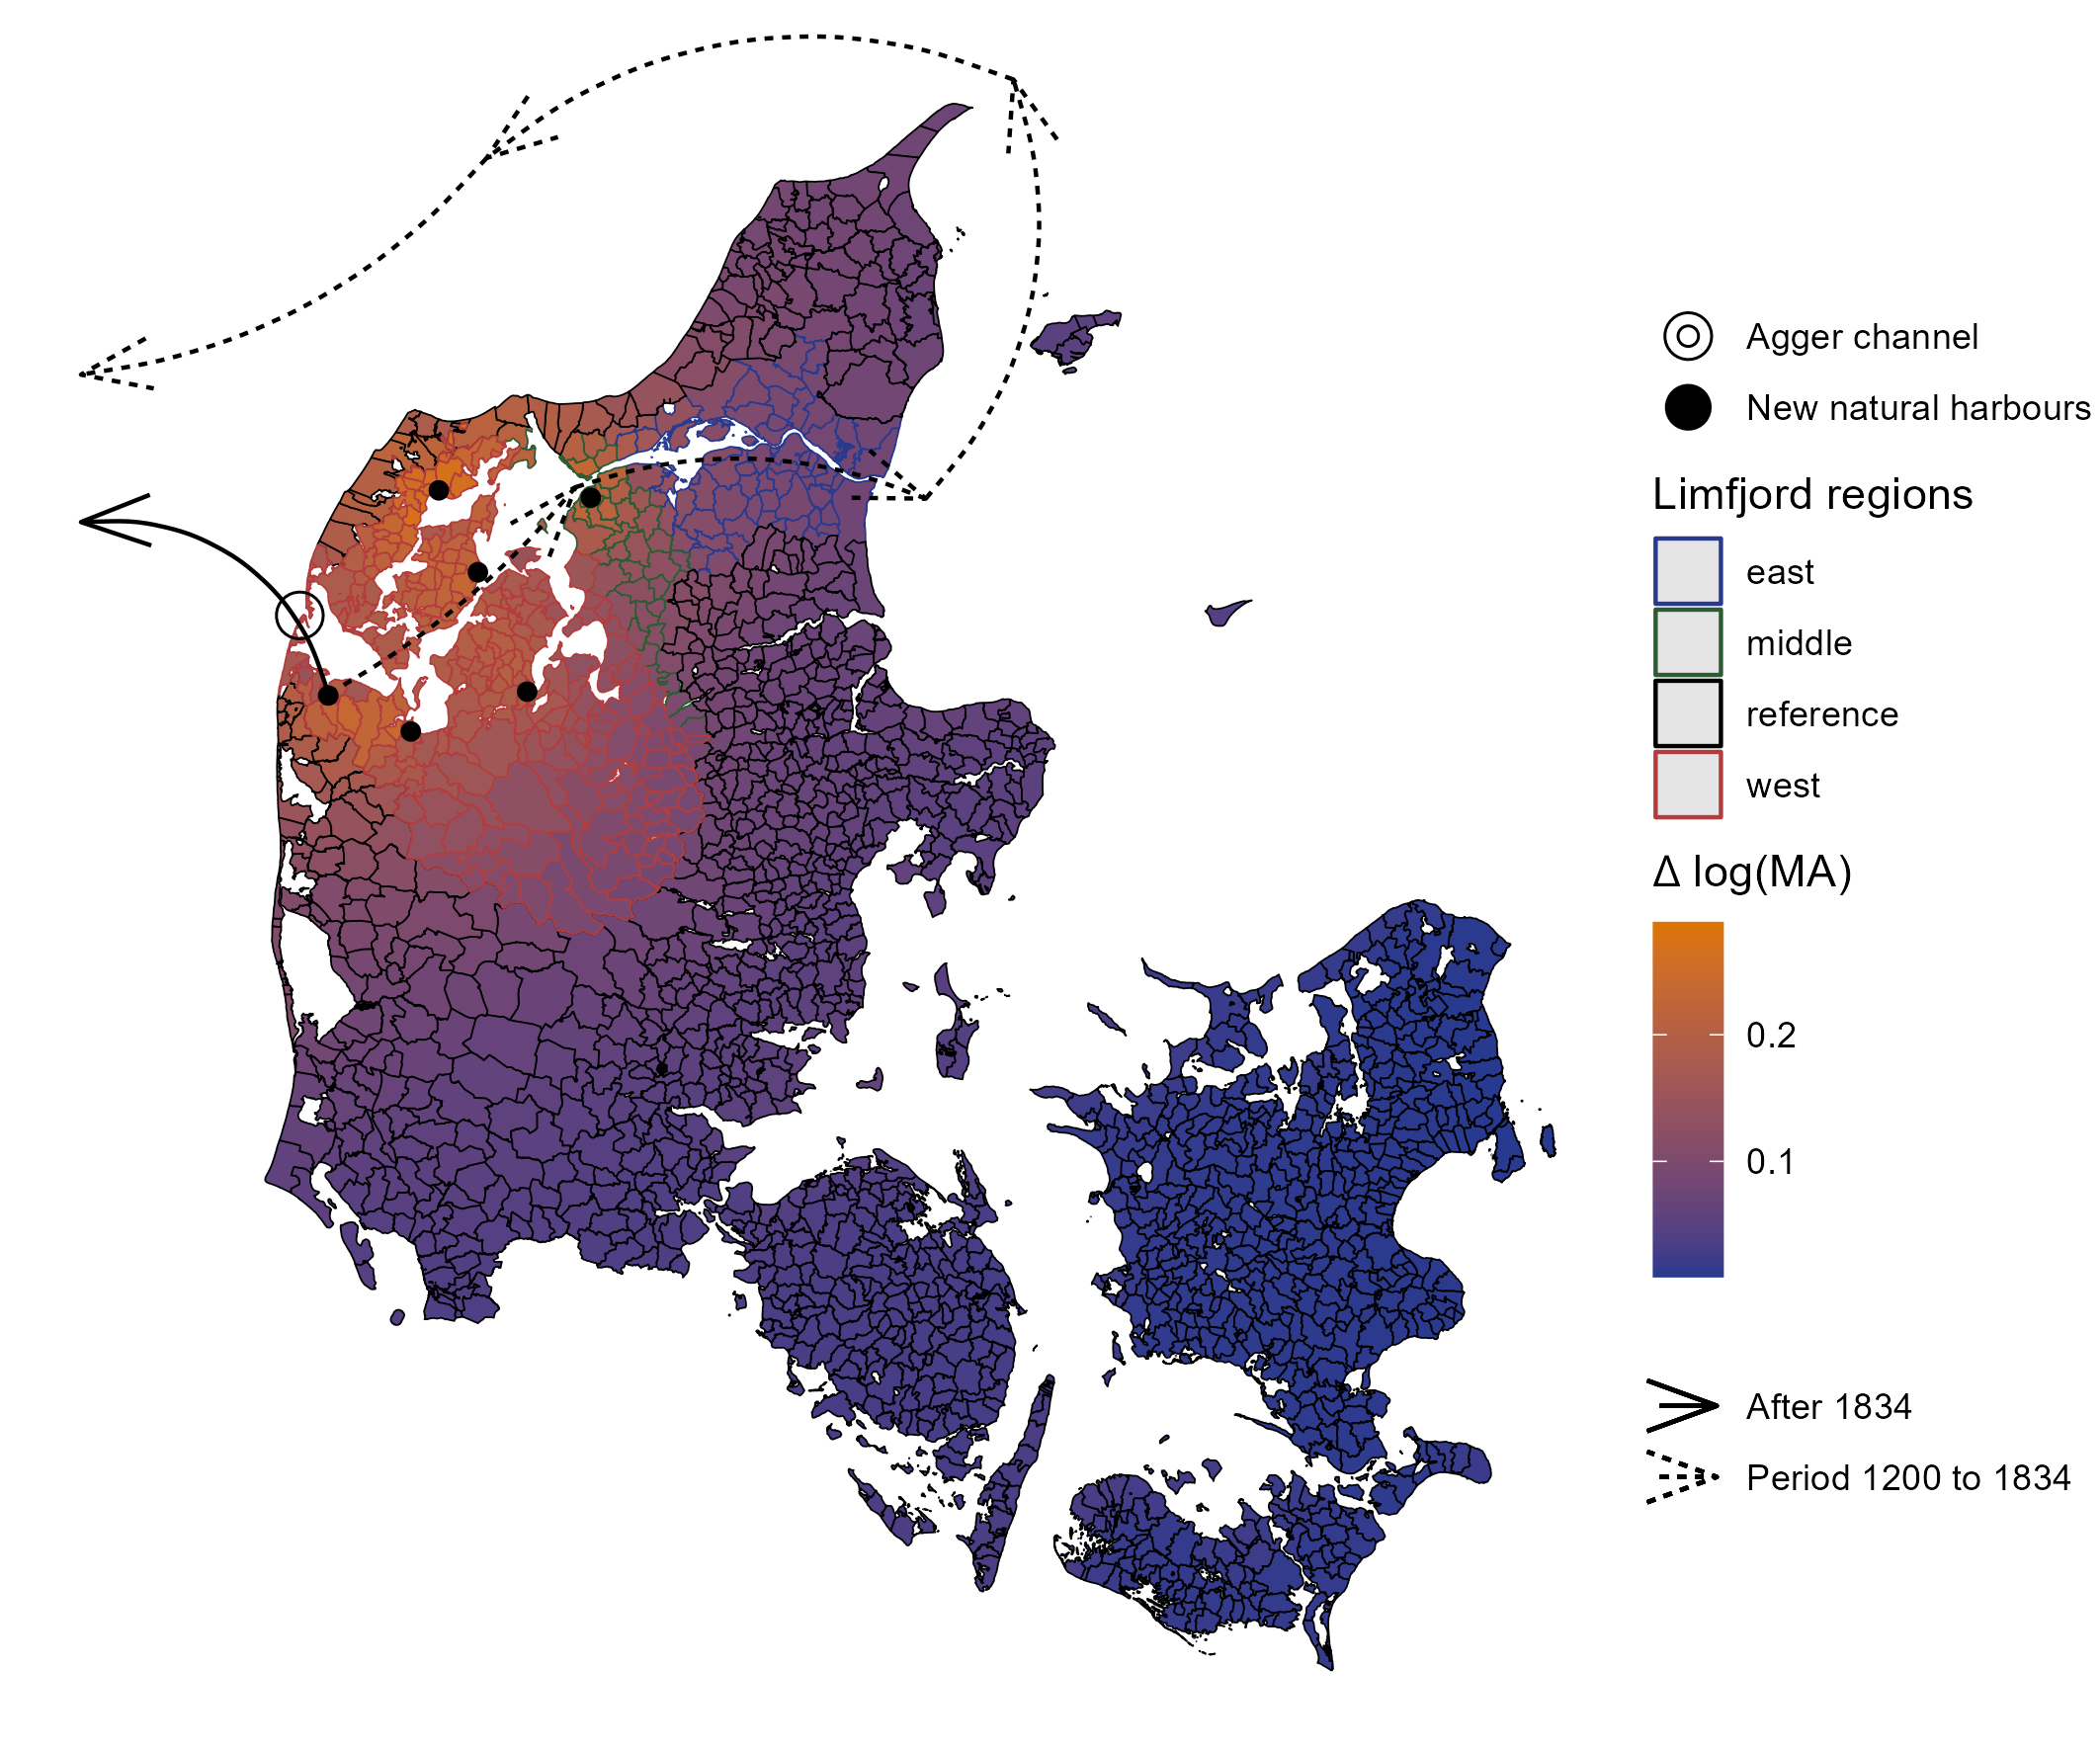 Agger channel
New natural harbours
Limfjord regions
east
middle
reference
west
Δ log(MA)
0.2
0.1
After 1834
Period 1200 to 1834